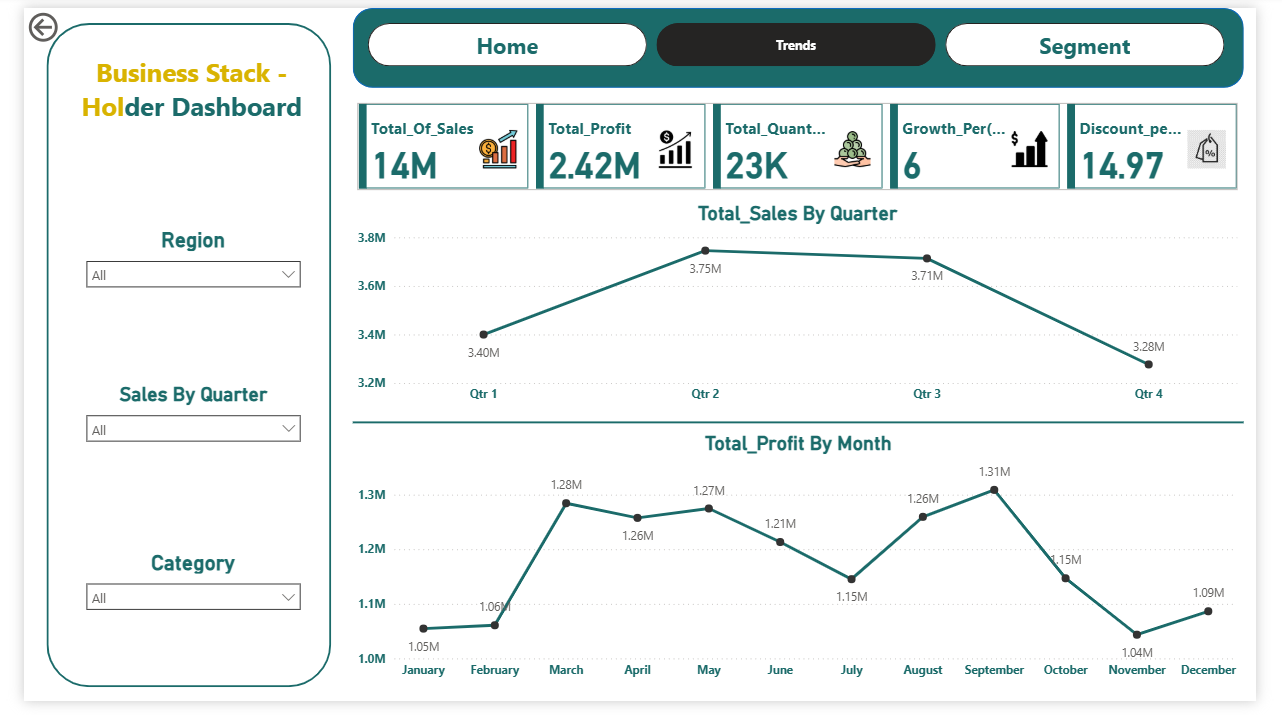 Business Stack -
Holder Dashboard
Region
All
Sales By Quarter
All
Category
All
Home
Trends
Segment
Total_Of_Sales
14M
Total_Profit
2.42M
Total_Quant...
23K
Growth_Per(...
6
Discount_pe...
14.97
Total_Sales By Quarter
3.8M
3.6M
3.4M
3.2M
3.40M
3.75M
3.71M
3.28M
Qtr 1
Qtr 2
Qtr 3
Qtr 4
Total_Profit By Month
1.3M
1.2M
1.1M
1.0M
1.05M
1.06M
1.28M
1.26M
1.27M
1.21M
1.15M
1.26M
1.31M
1.15M
1.04M
1.09M
January
February
March
April
May
June
July
August
September
October
November
December